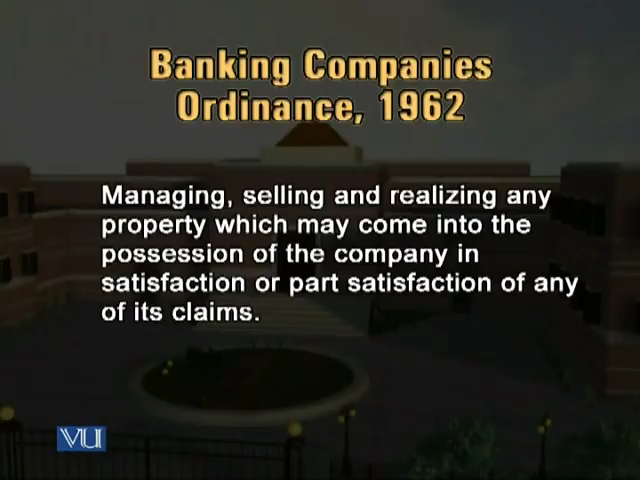 Banking Companies
Ordinance, 1962
Managing, selling and realizing any
property which may come into the
possession of the company in
satisfaction or part satisfaction of any
of its claims.
VU